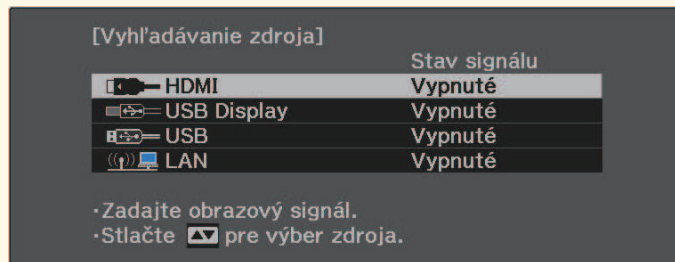 [Vyhľadávanie zdroja]
Stav signálu
HDMI Vypnuté
USB Display Vypnuté
USB Vypnuté
LAN Vypnuté
·Zadajte obrazový signál.
·Stlačte ▲▼ pre výber zdroja.